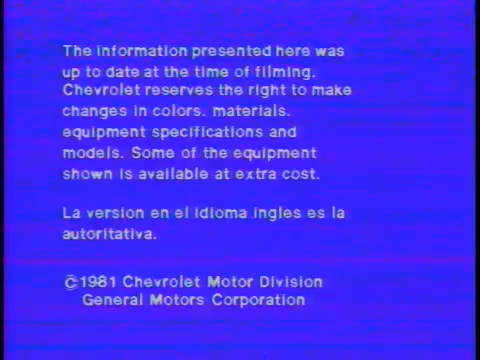 The information presented here was
up to date at the time of filming.
Chevrolet reserves the right to make
changes in colors. materials.
equipment specifications and
models. Some of the equipment
shown is available at extra cost.
La version en el idioma ingles es la
autoritativa.
©1981 Chevrolet Motor Division
General Motors Corporation